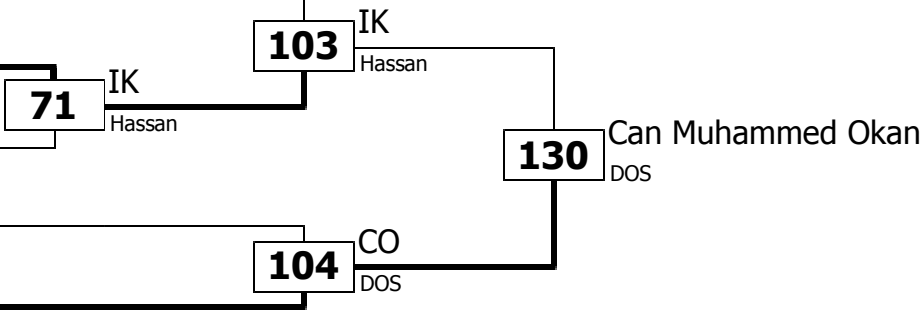 103
IK
Hassan
71
IK
Hassan
130
Can Muhammed Okan
DOS
104
CO
DOS